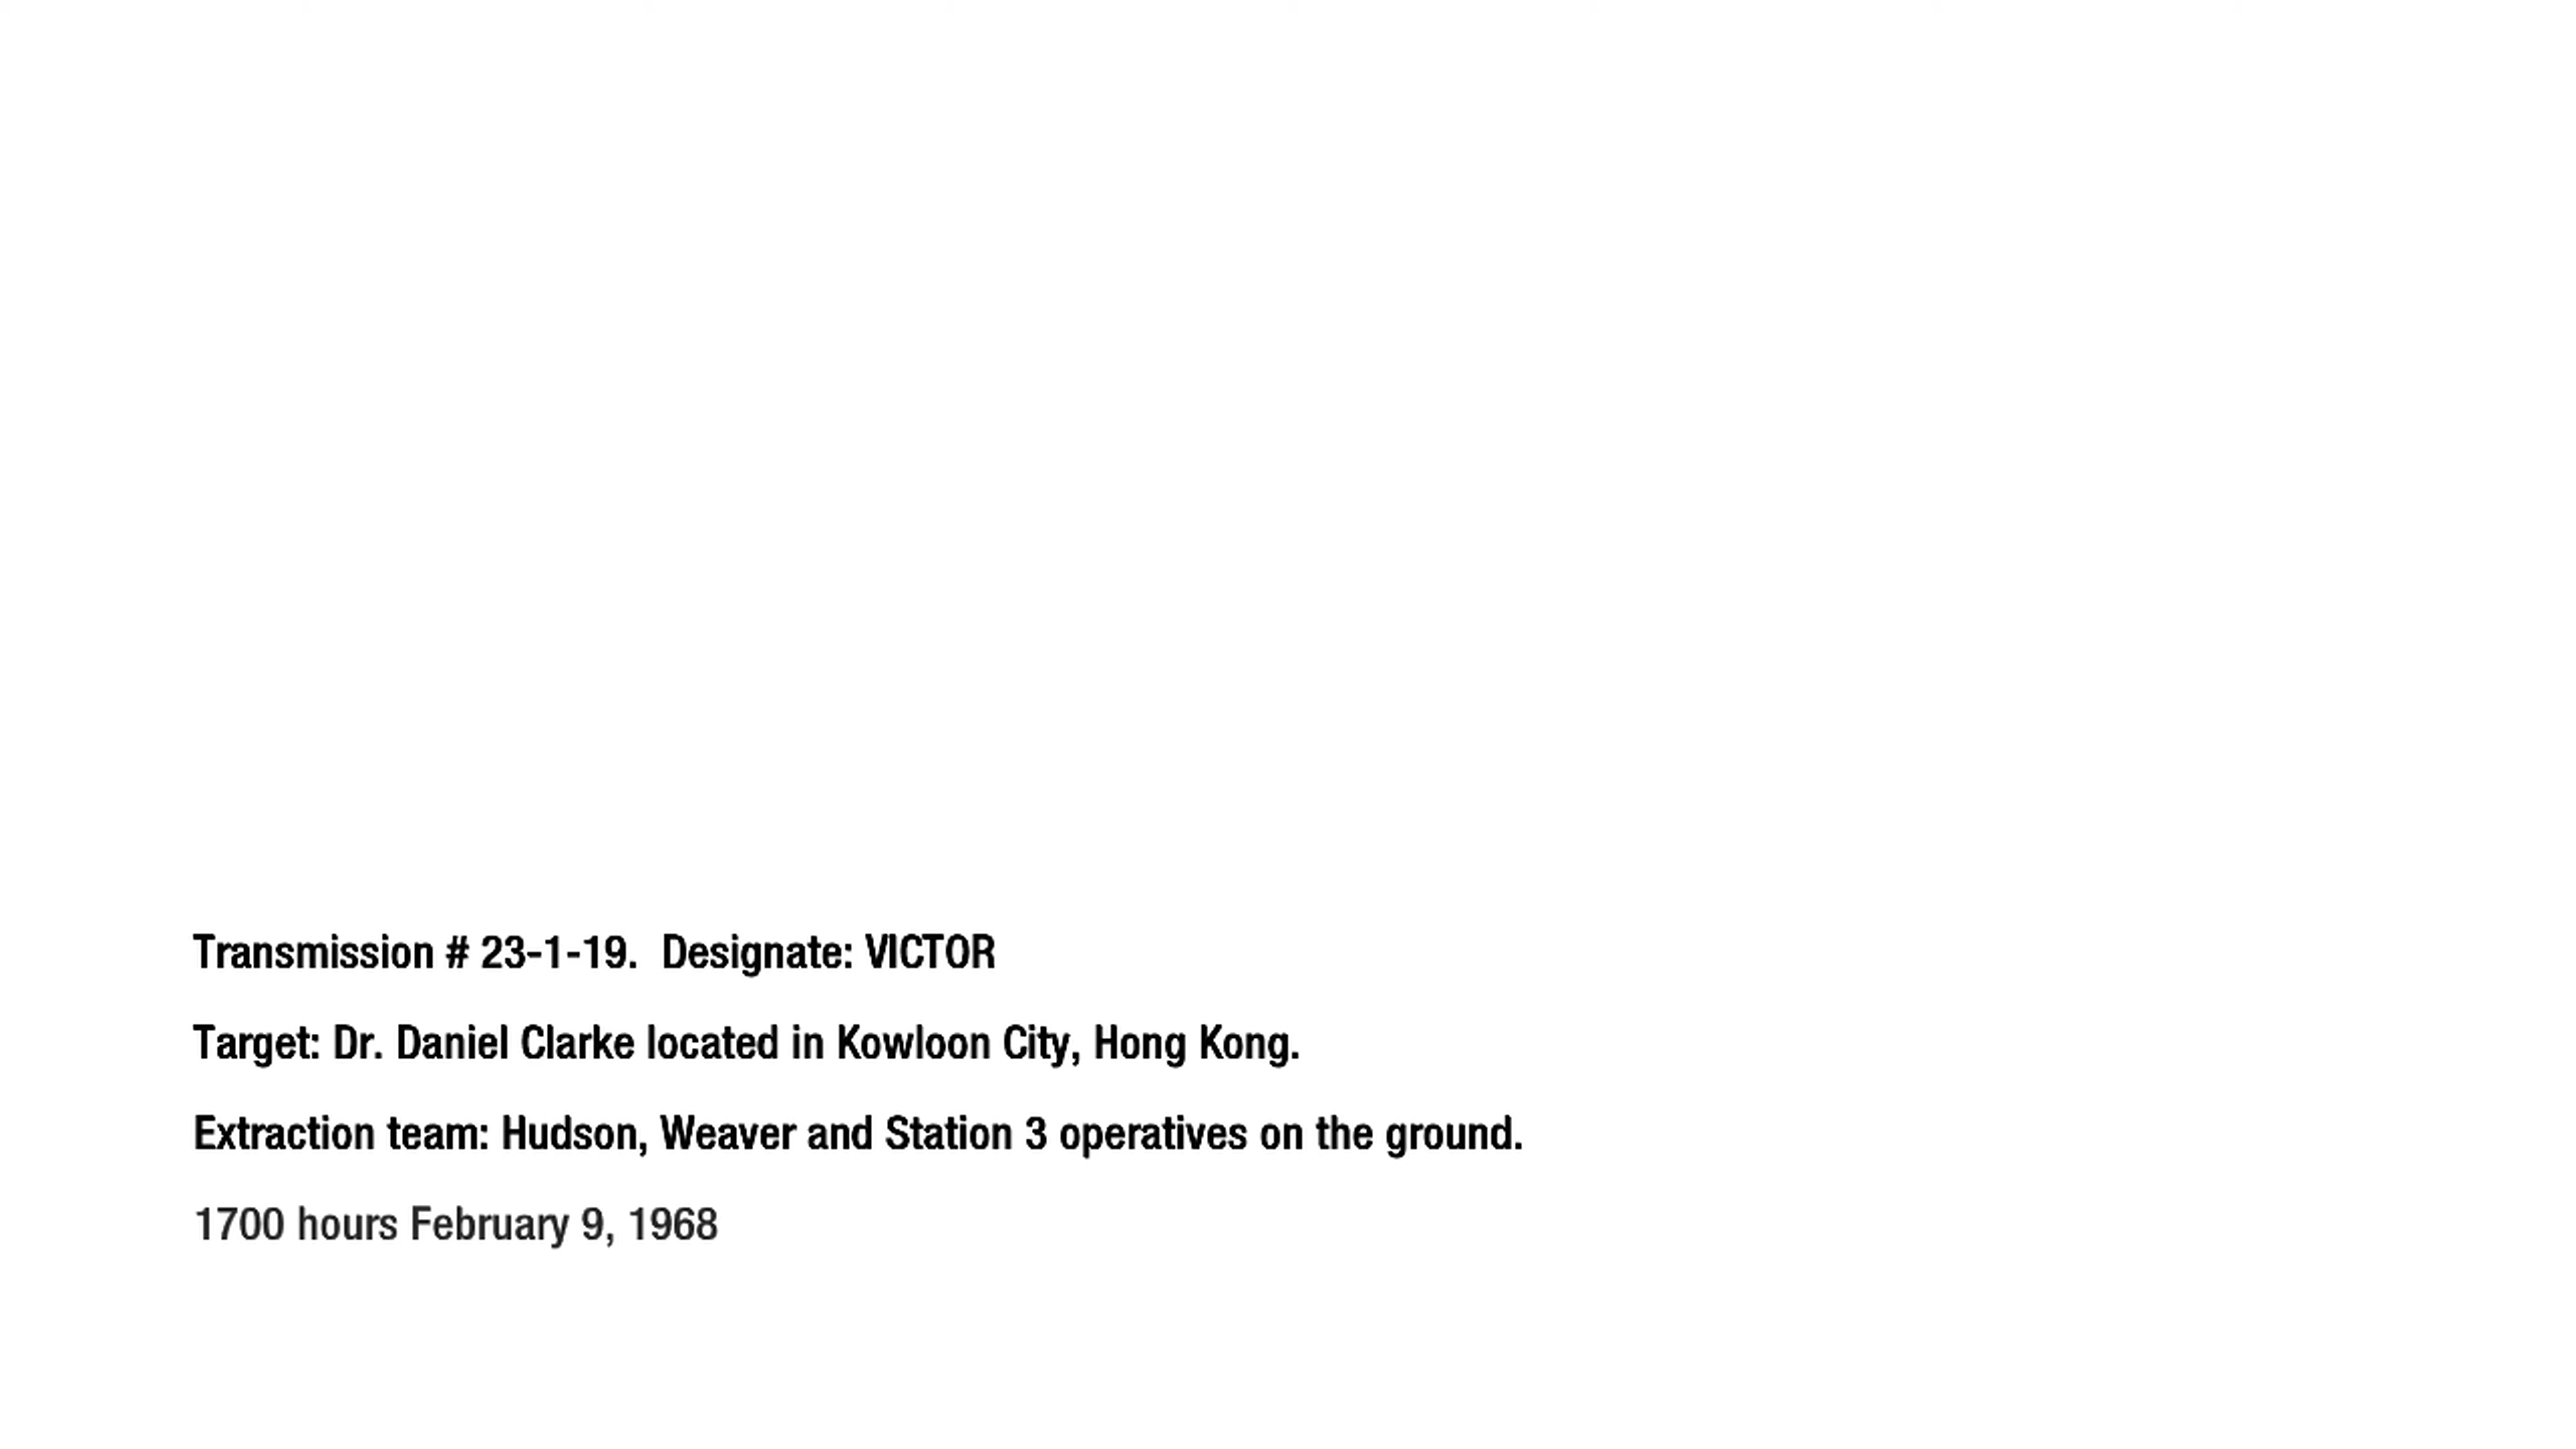 Transmission # 23-1-19.  Designate: VICTOR
Target: Dr. Daniel Clarke located in Kowloon City, Hong Kong.
Extraction team: Hudson, Weaver and Station 3 operatives on the ground.
1700 hours February 9, 1968